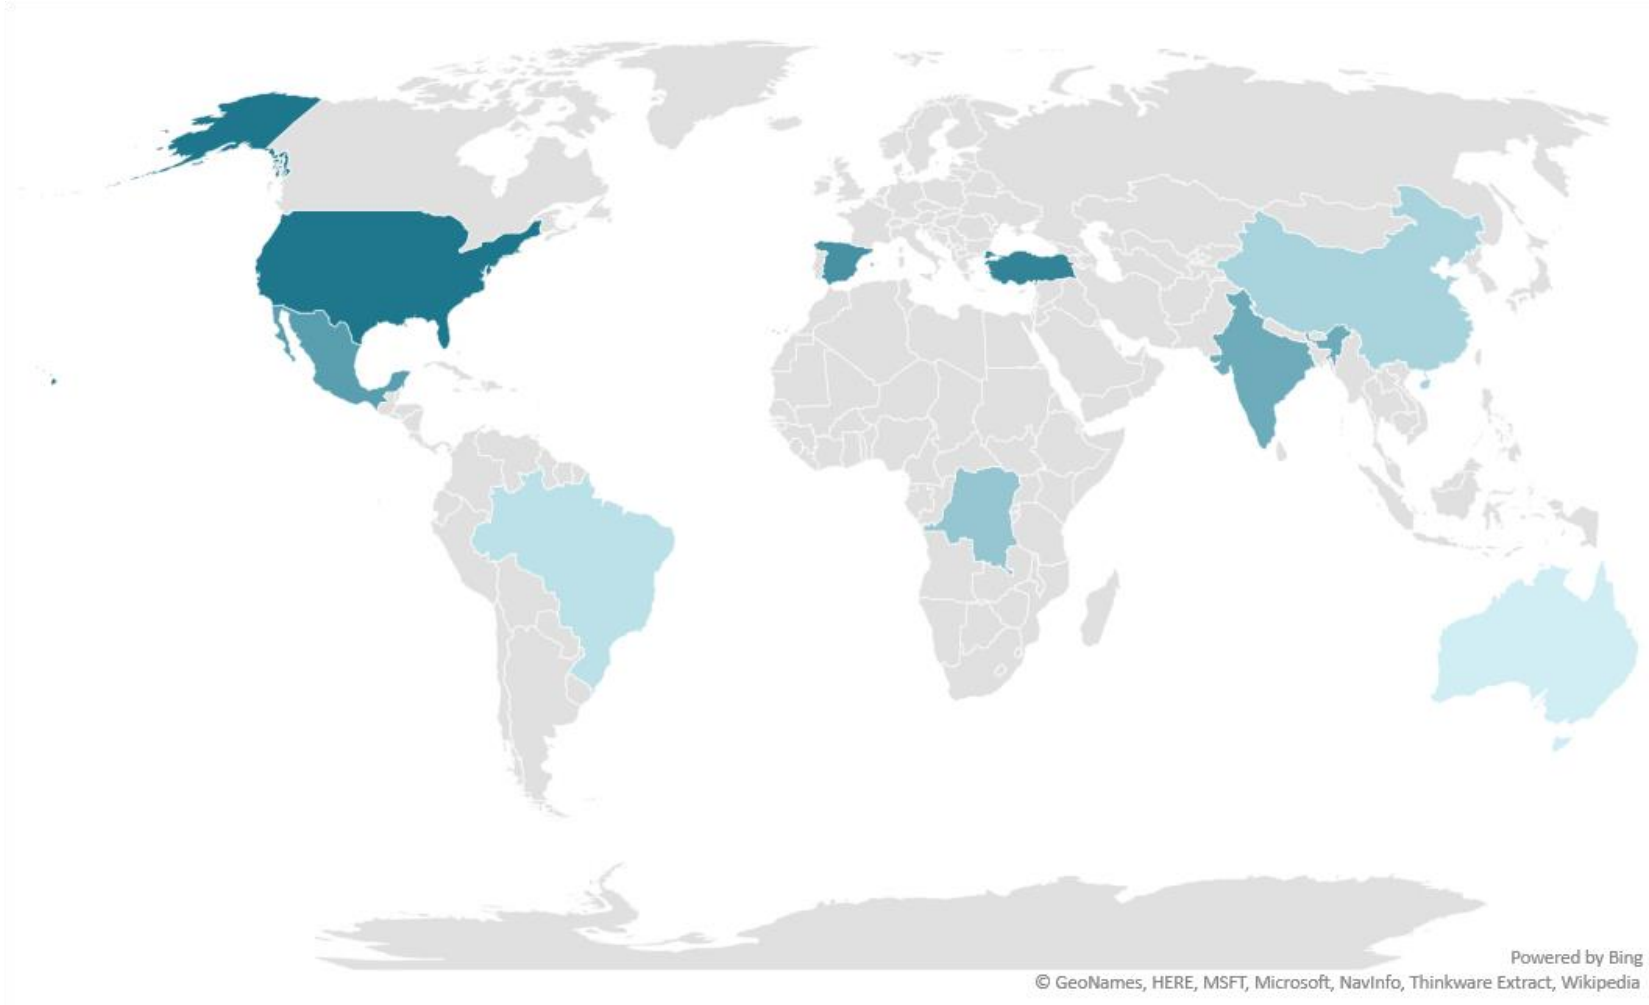 Powered by Bing
© GeoNames, HERE, MSFT, Microsoft, NavInfo, Thinkware Extract, Wikipedia